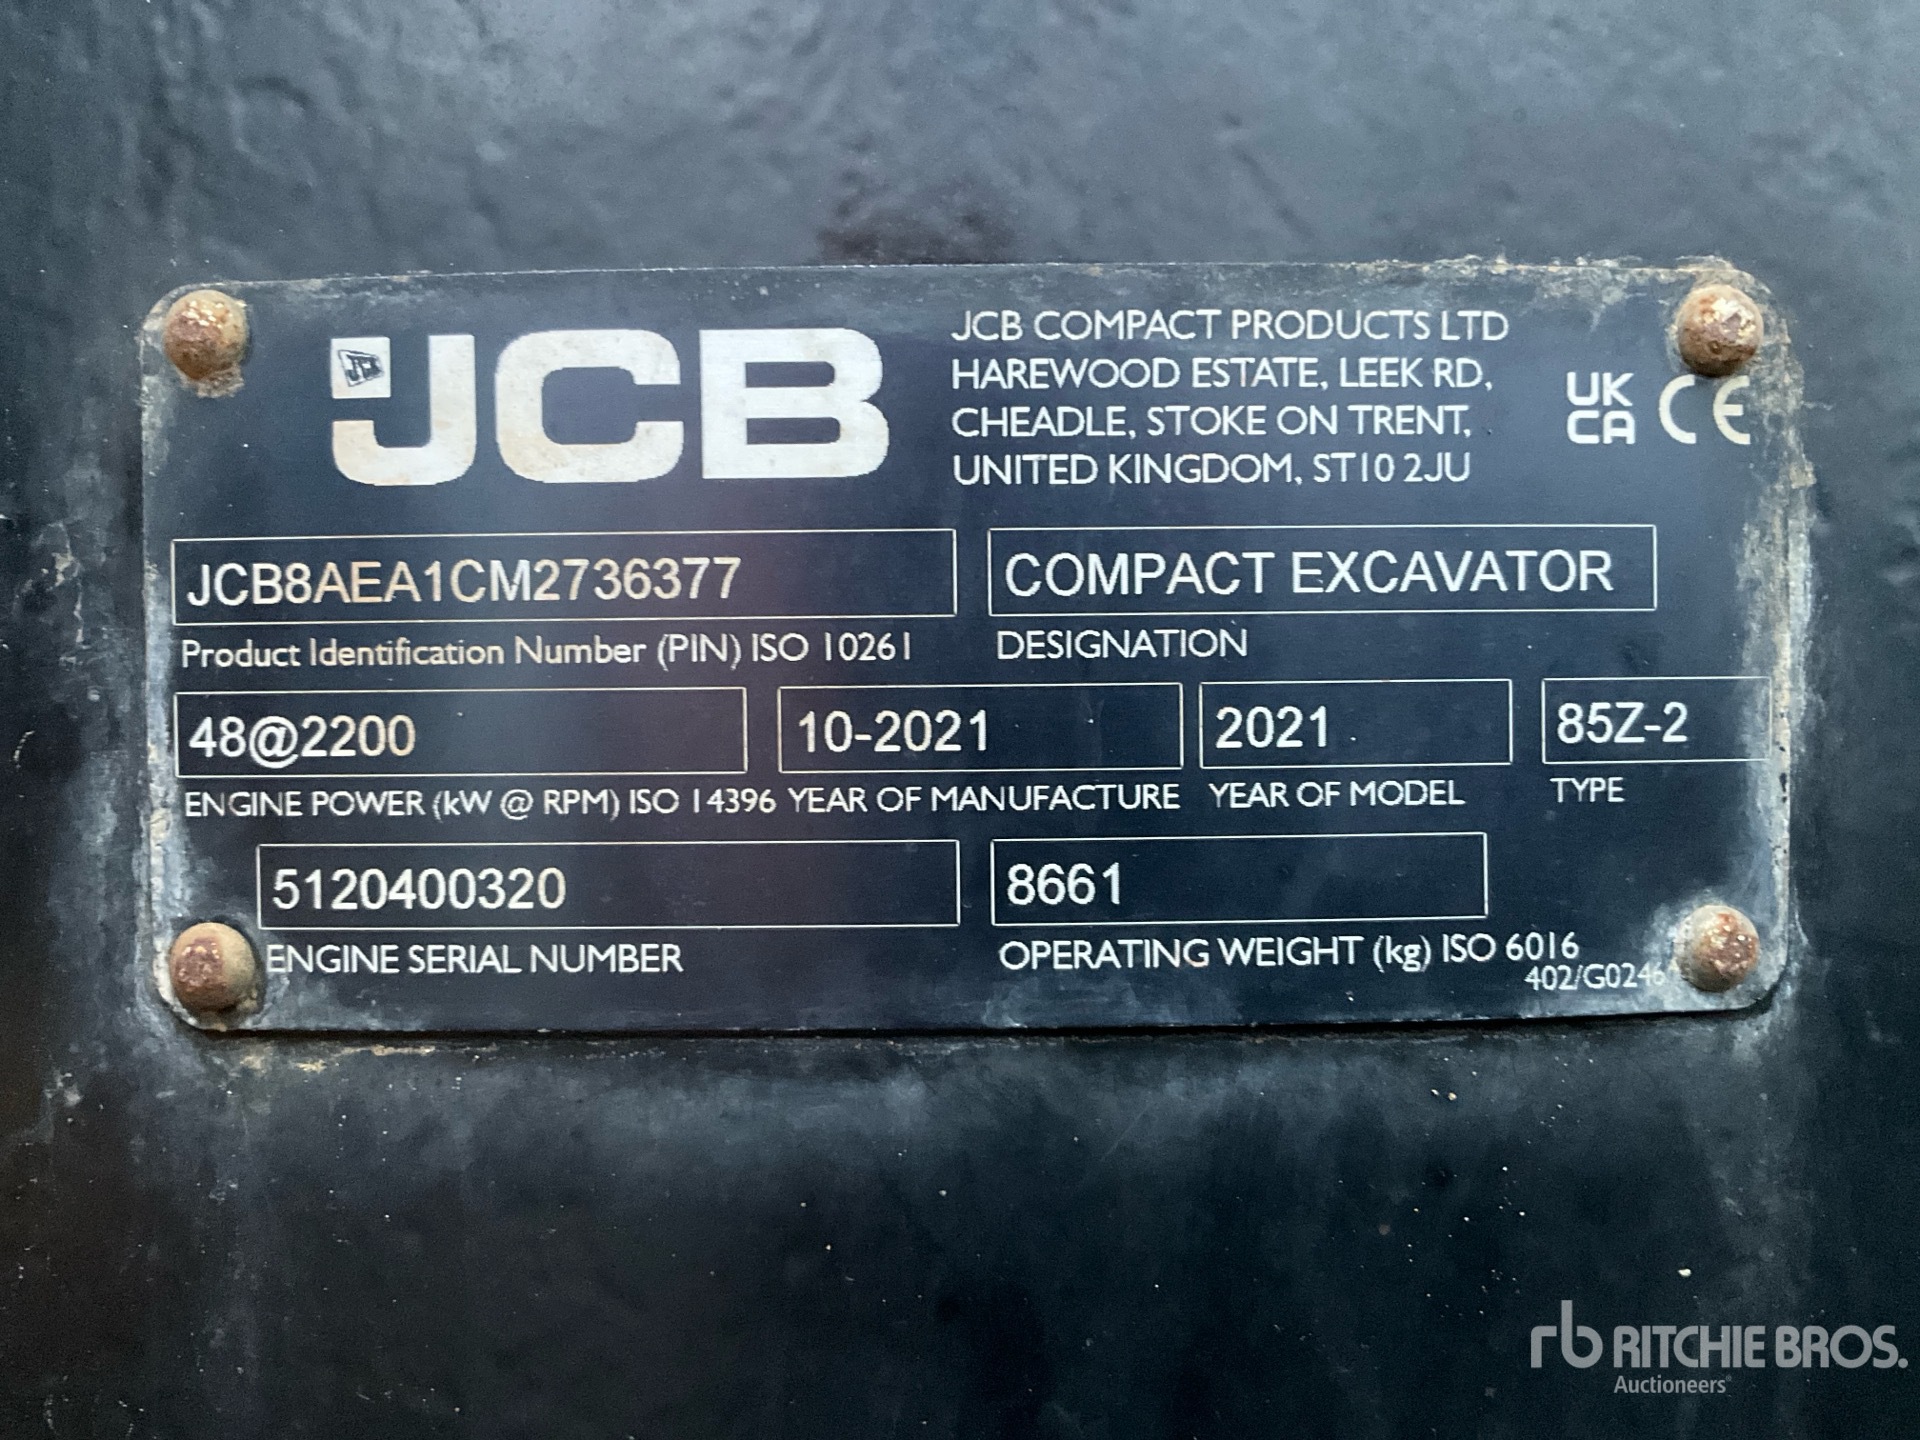 JCB
JCB COMPACT PRODUCTS LTD
HAREWOOD ESTATE, LEEK RD,
CHEADLE, STOKE ON TRENT,
UNITED KINGDOM, ST10 2JU
UK
CA CE
JCB8AEA1CM2736377
Product Identification Number (PIN) ISO 10261
COMPACT EXCAVATOR
DESIGNATION
48@2200
ENGINE POWER (kW @ RPM) ISO 14396
10-2021
YEAR OF MANUFACTURE
2021
YEAR OF MODEL
85Z-2
TYPE
5120400320
ENGINE SERIAL NUMBER
8661
OPERATING WEIGHT (kg) ISO 6016
rb RITCHIE BROS.
Auctioneers